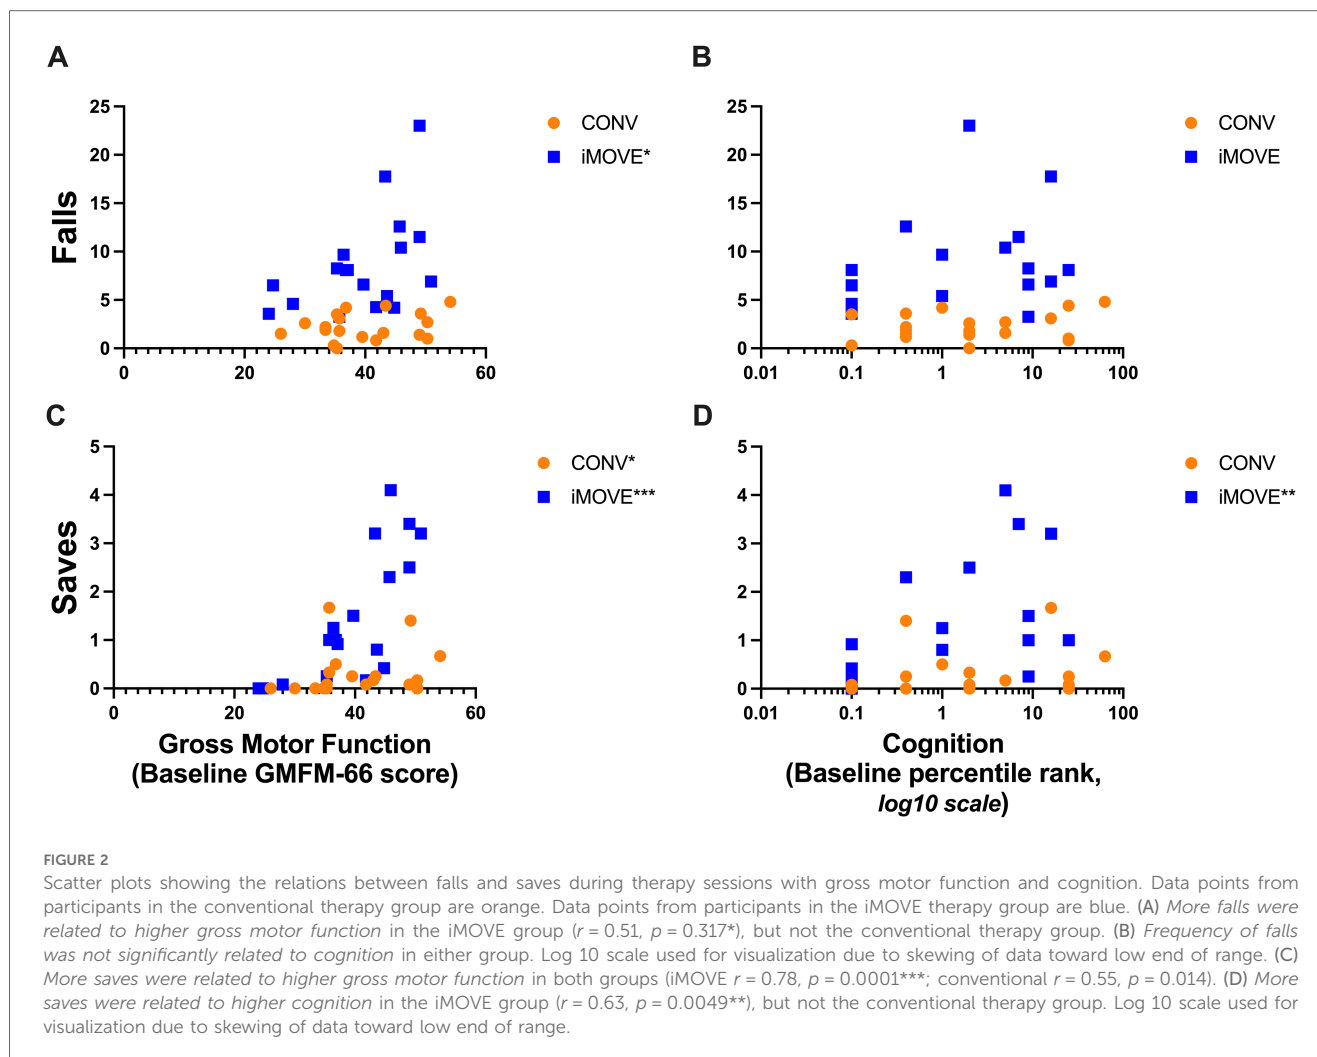 A
B
25
20
15
10
5
0
Falls
0
20
40
60
CONV
iMOVE*
25
20
15
10
5
0
0.01
0.1
1
10
100
CONV
iMOVE
C
D
5
4
3
2
1
0
Saves
0
20
40
60
CONV*
iMOVE***
Gross Motor Function
(Baseline GMFM-66 score)
5
4
3
2
1
0
0.01
0.1
1
10
100
CONV
iMOVE**
Cognition
(Baseline percentile rank,
log10 scale)
FIGURE 2
Scatter plots showing the relations between falls and saves during therapy sessions with gross motor function and cognition. Data points from
participants in the conventional therapy group are orange. Data points from participants in the iMOVE therapy group are blue. (A) More falls were
related to higher gross motor function in the iMOVE group (r = 0.51, p = 0.317*), but not the conventional therapy group. (B) Frequency of falls
was not significantly related to cognition in either group. Log 10 scale used for visualization due to skewing of data toward low end of range. (C)
More saves were related to higher gross motor function in both groups (iMOVE r = 0.78, p = 0.0001***; conventional r = 0.55, p = 0.014). (D) More
saves were related to higher cognition in the iMOVE group (r = 0.63, p = 0.0049**), but not the conventional therapy group. Log 10 scale used for
visualization due to skewing of data toward low end of range.